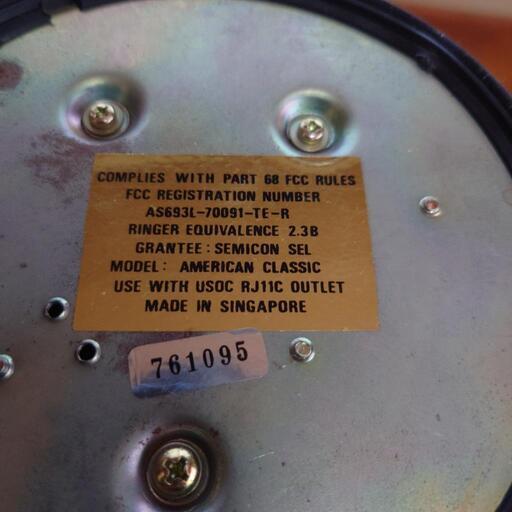 COMPLIES WITH PART 68 FCC RULES
FCC REGISTRATION NUMBER
AS693L-70091-TE-R
RINGER EQUIVALENCE 2.3B
GRANTEE: SEMICON SEL
MODEL: AMERICAN CLASSIC
USE WITH USOC RJ11C OUTLET
MADE IN SINGAPORE
761095